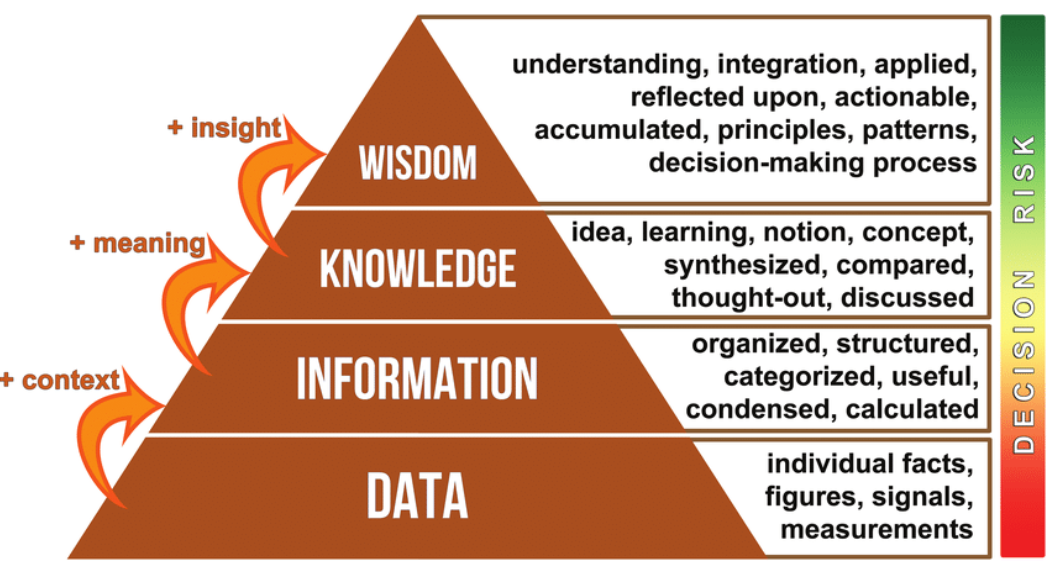 understanding, integration, applied,
reflected upon, actionable,
accumulated, principles, patterns,
decision-making process
+ insight
WISDOM
idea, learning, notion, concept,
synthesized, compared,
thought-out, discussed
+ meaning
KNOWLEDGE
organized, structured,
categorized, useful,
condensed, calculated
+ context
INFORMATION
individual facts,
figures, signals,
measurements
DATA
DECISION RISK